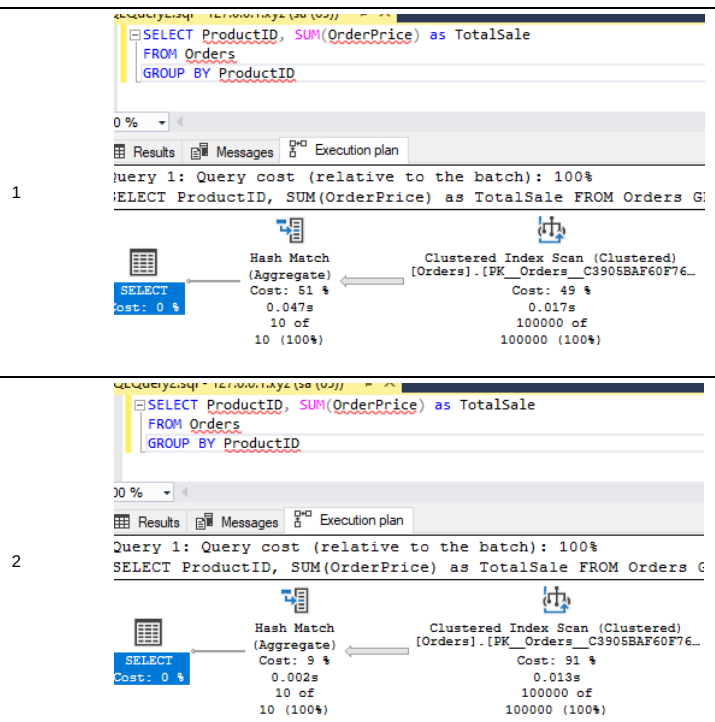 SELECT ProductID, SUM(OrderPrice) as TotalSale
FROM Orders
GROUP BY ProductID
0 %
Results Messages Execution plan
Query 1: Query cost (relative to the batch): 100%
SELECT ProductID, SUM(OrderPrice) as TotalSale FROM Orders
1
Hash Match
(Aggregate)
Cost: 51 %
0.047s
10 of
10 (100%)
Clustered Index Scan (Clustered)
[Orders].[PK__Orders__C3905BAF60F76…
Cost: 49 %
0.017s
100000 of
100000 (100%)
SELECT
Cost: 0 %
SELECT ProductID, SUM(OrderPrice) as TotalSale
FROM Orders
GROUP BY ProductID
00 %
Results Messages Execution plan
Query 1: Query cost (relative to the batch): 100%
SELECT ProductID, SUM(OrderPrice) as TotalSale FROM Orders
2
Hash Match
(Aggregate)
Cost: 9 %
0.002s
10 of
10 (100%)
Clustered Index Scan (Clustered)
[Orders].[PK__Orders__C3905BAF60F76…
Cost: 91 %
0.013s
100000 of
100000 (100%)
SELECT
Cost: 0 %